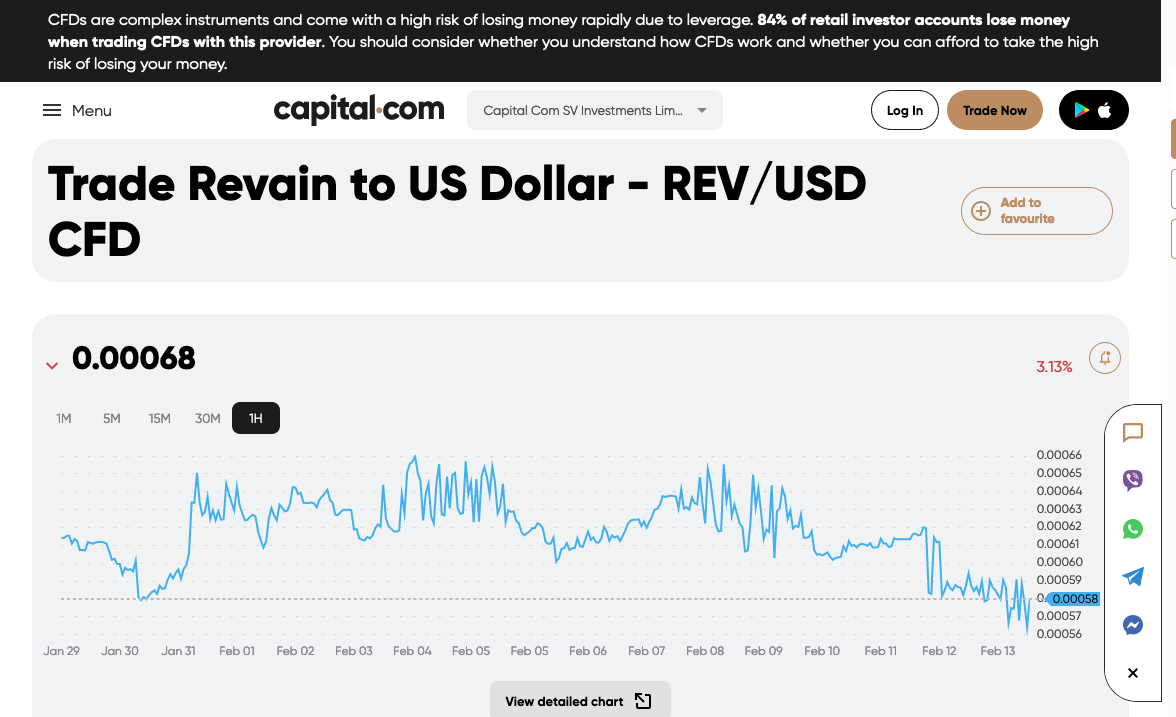 CFDs are complex instruments and come with a high risk of losing money rapidly due to leverage. 84% of retail investor accounts lose money
when trading CFDs with this provider. You should consider whether you understand how CFDs work and whether you can afford to take the high
risk of losing your money.
Menu
capital.com
Capital Com SV Investments Lim...
Log In
Trade Now
Trade Revain to US Dollar - REV/USD
CFD
Add to
favourite
0.00068
3.13%
1M 5M 15M 30M 1H
0.00066
0.00065
0.00064
0.00063
0.00062
0.00061
0.00060
0.00059
0.00058
0.00057
0.00056
Jan 29 Jan 30 Jan 31 Feb 01 Feb 02 Feb 03 Feb 04 Feb 05 Feb 05 Feb 06 Feb 07 Feb 08 Feb 09 Feb 10 Feb 11 Feb 12 Feb 13
View detailed chart